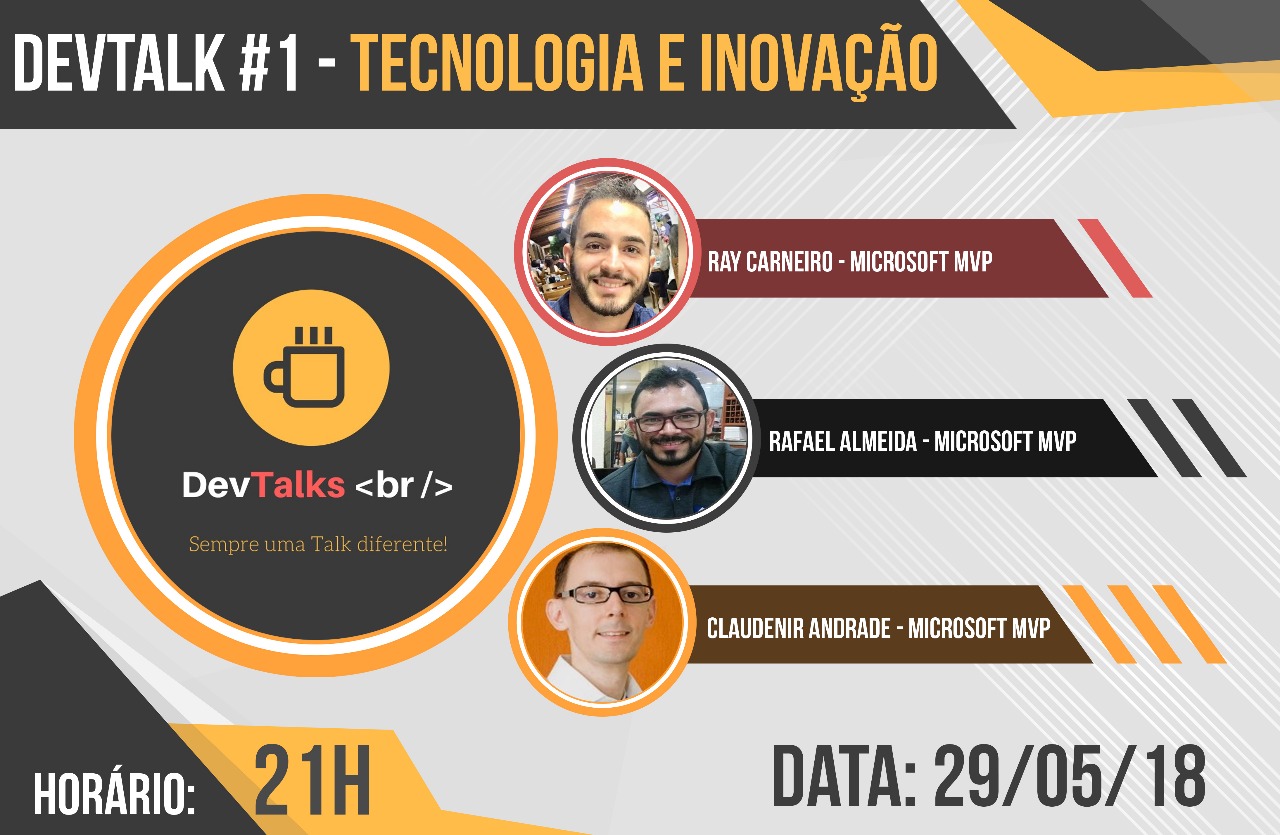 DEVTALK #1 - TECNOLOGIA E INOVAÇÃO
RAY CARNEIRO - MICROSOFT MVP
DevTalks <br />
Sempre uma Talk diferente!
RAFAEL ALMEIDA - MICROSOFT MVP
CLAUDENIR ANDRADE - MICROSOFT MVP
HORÁRIO: 21H
DATA: 29/05/18